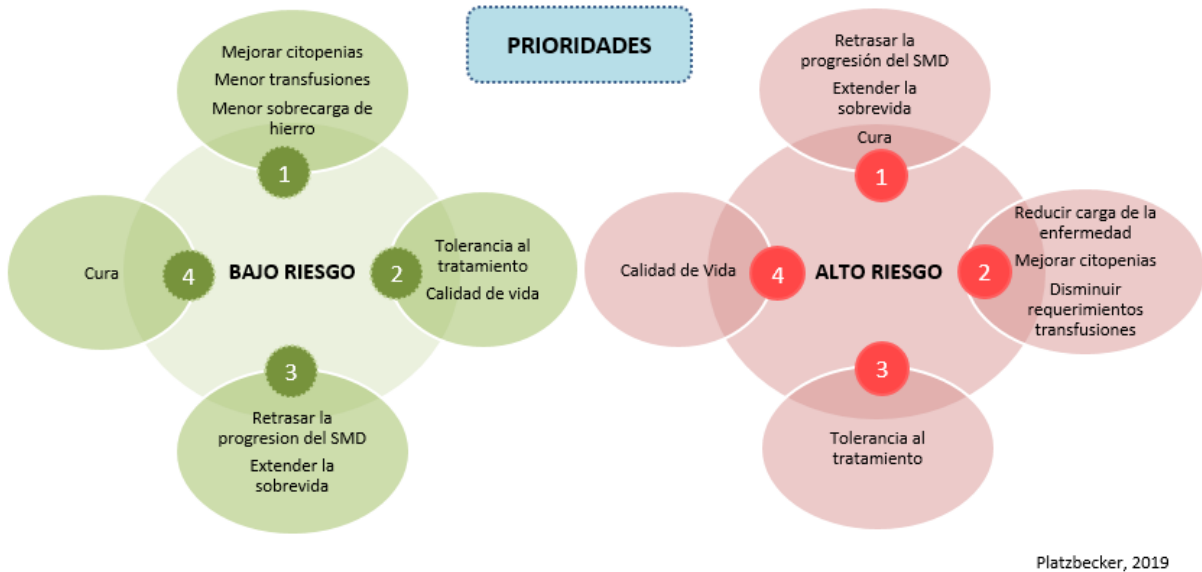 PRIORIDADES
Mejorar citopenias
Menor transfusiones
Menor sobrecarga de
hierro
1
BAJO RIESGO
2
Tolerancia al
tratamiento
Calidad de vida
3
Retrasar la
progresion del SMD
Extender la
sobrevida
4
Cura
Retrasar la
progresión del SMD
Extender la
sobrevida
Cura
1
ALTO RIESGO
2
Reducir carga de la
enfermedad
Mejorar citopenias
Disminuir
requerimientos
transfusiones
3
Tolerancia al
tratamiento
4
Calidad de Vida
Platzbecker, 2019